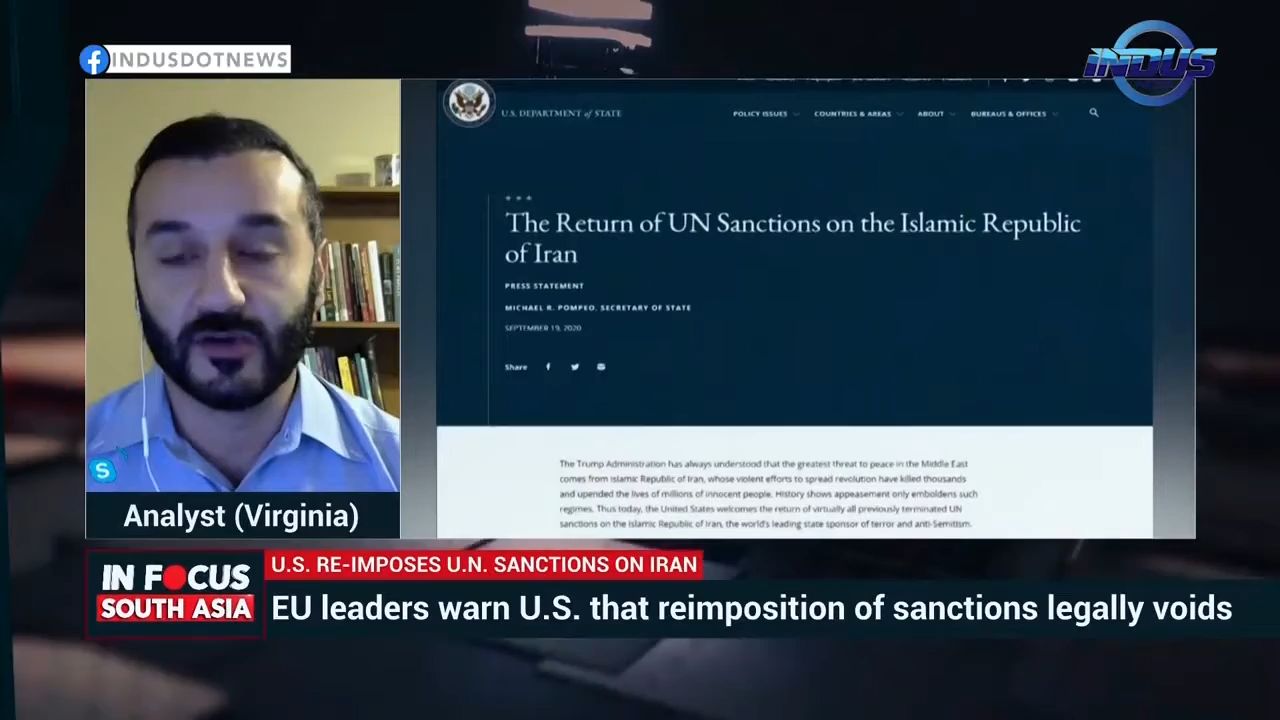 INDUSDOTNEWS
INDUS
U.S. DEPARTMENT of STATE
POLICY ISSUES
COUNTRIES & AREAS
ABOUT
BUREAUS & OFFICES
The Return of UN Sanctions on the Islamic Republic
of Iran
PRESS STATEMENT
MICHAEL R. POMPEO, SECRETARY OF STATE
SEPTEMBER 19, 2020
Share
The Trump Administration has always understood that the greatest threat to peace in the Middle East
comes from Islamic Republic of Iran, whose violent efforts to spread revolution have killed thousands
and upended the lives of millions of innocent people. History shows appeasement only emboldens such
regimes. Thus today, the United States welcomes the return of virtually all previously terminated UN
sanctions on the Islamic Republic of Iran, the world's leading state sponsor of terror and anti-Semitism.
Analyst (Virginia)
IN FOCUS
SOUTH ASIA
U.S. RE-IMPOSES U.N. SANCTIONS ON IRAN
EU leaders warn U.S. that reimposition of sanctions legally voids